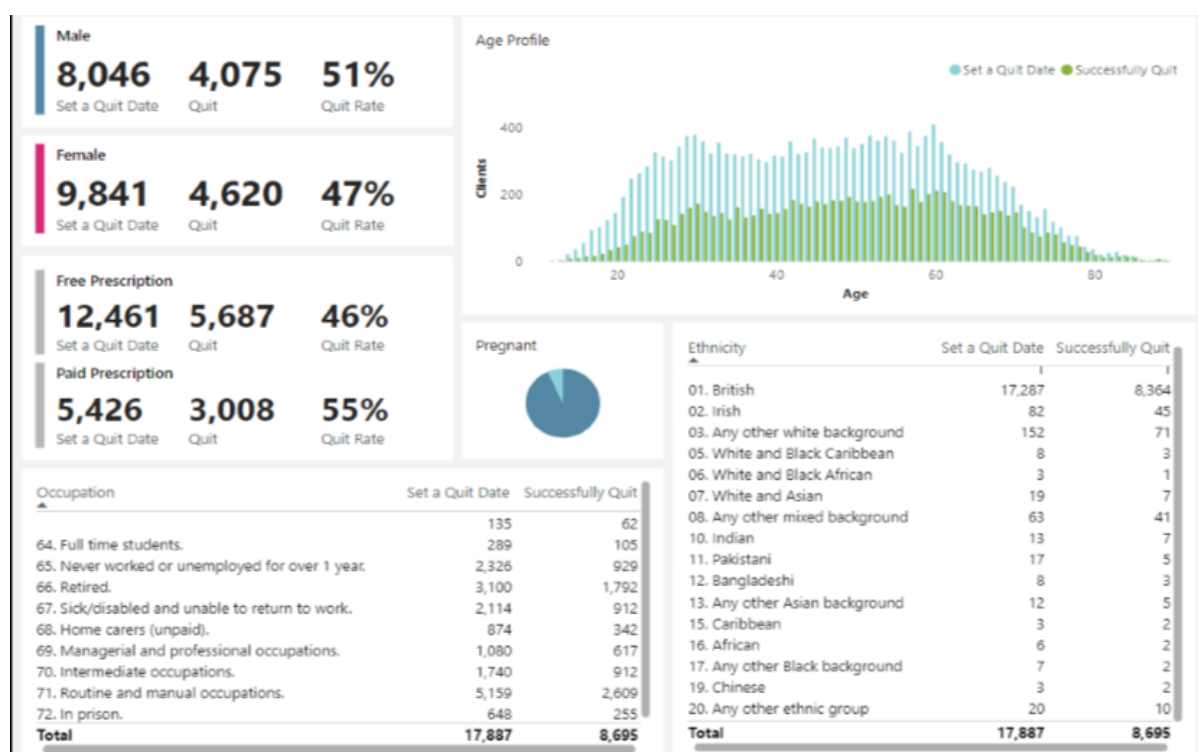 Male
8,046 4,075 51%
Set a Quit Date Quit Quit Rate
Female
9,841 4,620 47%
Set a Quit Date Quit Quit Rate
Free Prescription
12,461 5,687 46%
Set a Quit Date Quit Quit Rate
Paid Prescription
5,426 3,008 55%
Set a Quit Date Quit Quit Rate
Age Profile
Set a Quit Date Successfully Quit
400
200
0
Clients
20 40 60 80
Age
Pregnant
Occupation Set a Quit Date Successfully Quit
135 62
64. Full time students. 289 105
65. Never worked or unemployed for over 1 year. 2,326 929
66. Retired. 3,100 1,792
67. Sick/disabled and unable to return to work. 2,114 912
68. Home carers (unpaid). 874 342
69. Managerial and professional occupations. 1,080 617
70. Intermediate occupations. 1,740 912
71. Routine and manual occupations. 5,159 2,609
72. In prison. 648 255
Total 17,887 8,695
Ethnicity Set a Quit Date Successfully Quit
01. British 17,287 8,364
02. Irish 82 45
03. Any other white background 152 71
05. White and Black Caribbean 8 3
06. White and Black African 3 1
07. White and Asian 19 7
08. Any other mixed background 63 41
10. Indian 13 7
11. Pakistani 17 5
12. Bangladeshi 8 3
13. Any other Asian background 12 5
15. Caribbean 3 2
16. African 6 2
17. Any other Black background 7 2
19. Chinese 3 2
20. Any other ethnic group 20 10
Total 17,887 8,695